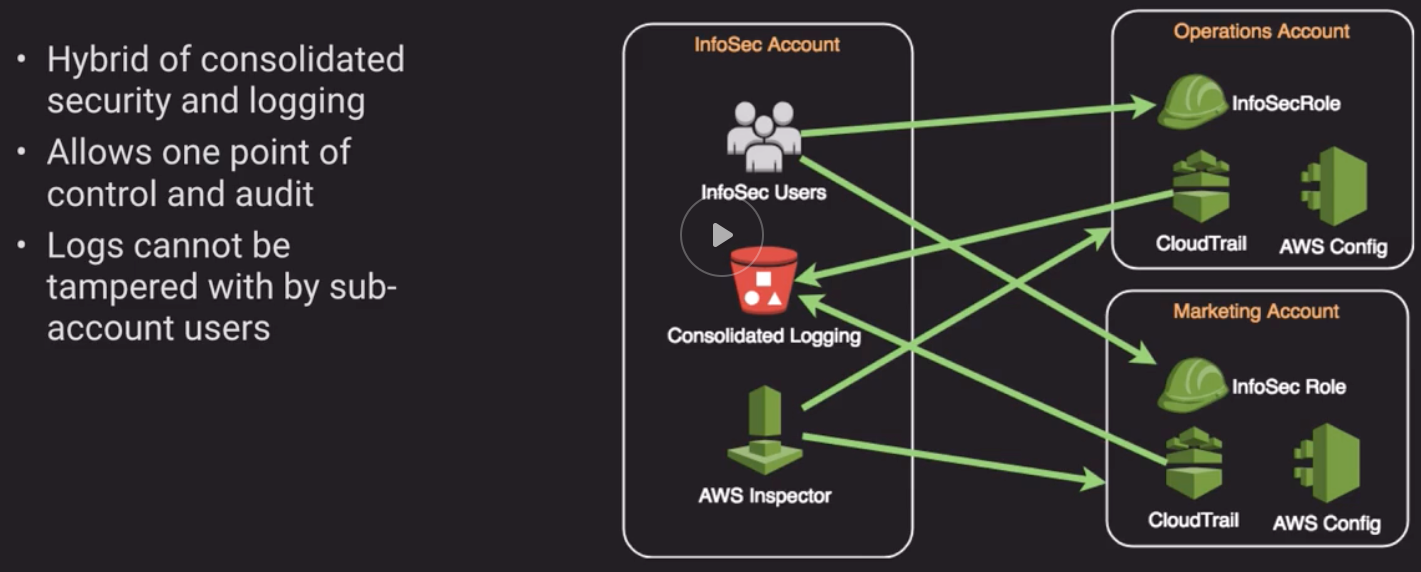 • Hybrid of consolidated
security and logging
• Allows one point of
control and audit
• Logs cannot be
tampered with by sub-
account users
InfoSec Account
InfoSec Users
Consolidated Logging
AWS Inspector
Operations Account
InfoSecRole
CloudTrail
AWS Config
Marketing Account
InfoSec Role
CloudTrail
AWS Config